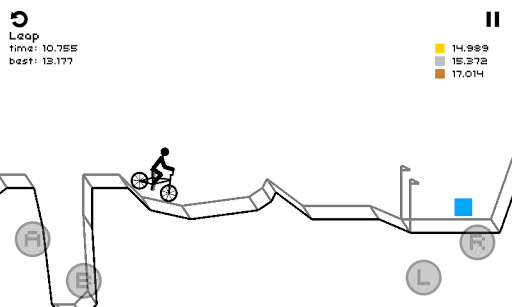 Leap
time: 10.755
best: 13.177
14.989
15.372
17.014
A
B
L
R